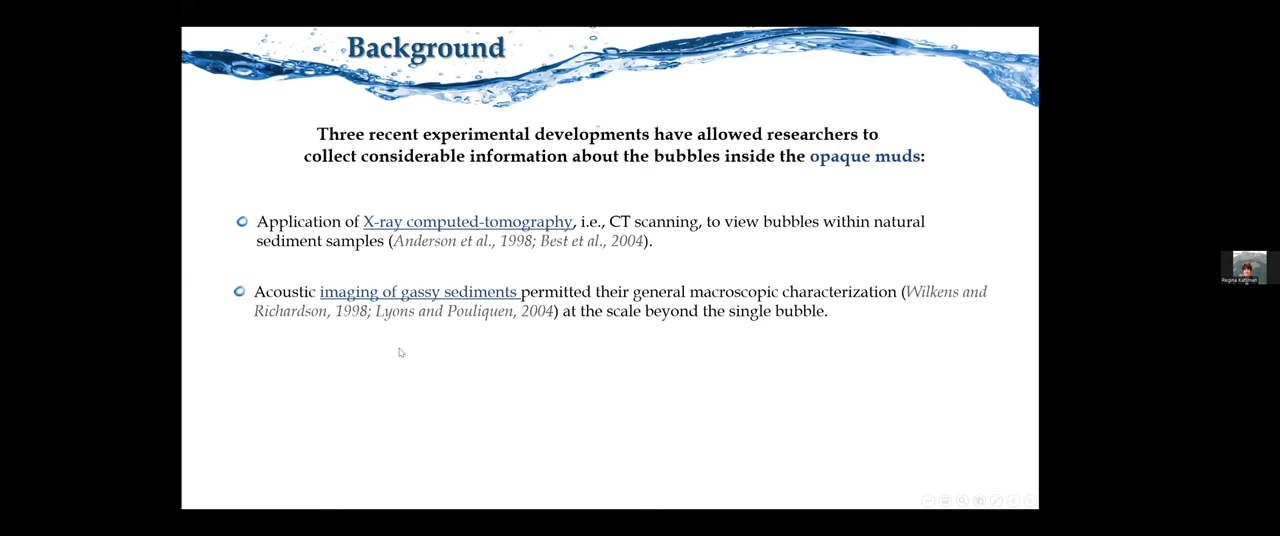 Background
Three recent experimental developments have allowed researchers to
collect considerable information about the bubbles inside the opaque muds:
Application of X-ray computed-tomography, i.e., CT scanning, to view bubbles within natural
sediment samples (Anderson et al., 1998; Best et al., 2004).
Acoustic imaging of gassy sediments permitted their general macroscopic characterization (Wilkens and
Richardson, 1998; Lyons and Pouliquen, 2004) at the scale beyond the single bubble.
Regina Katsman